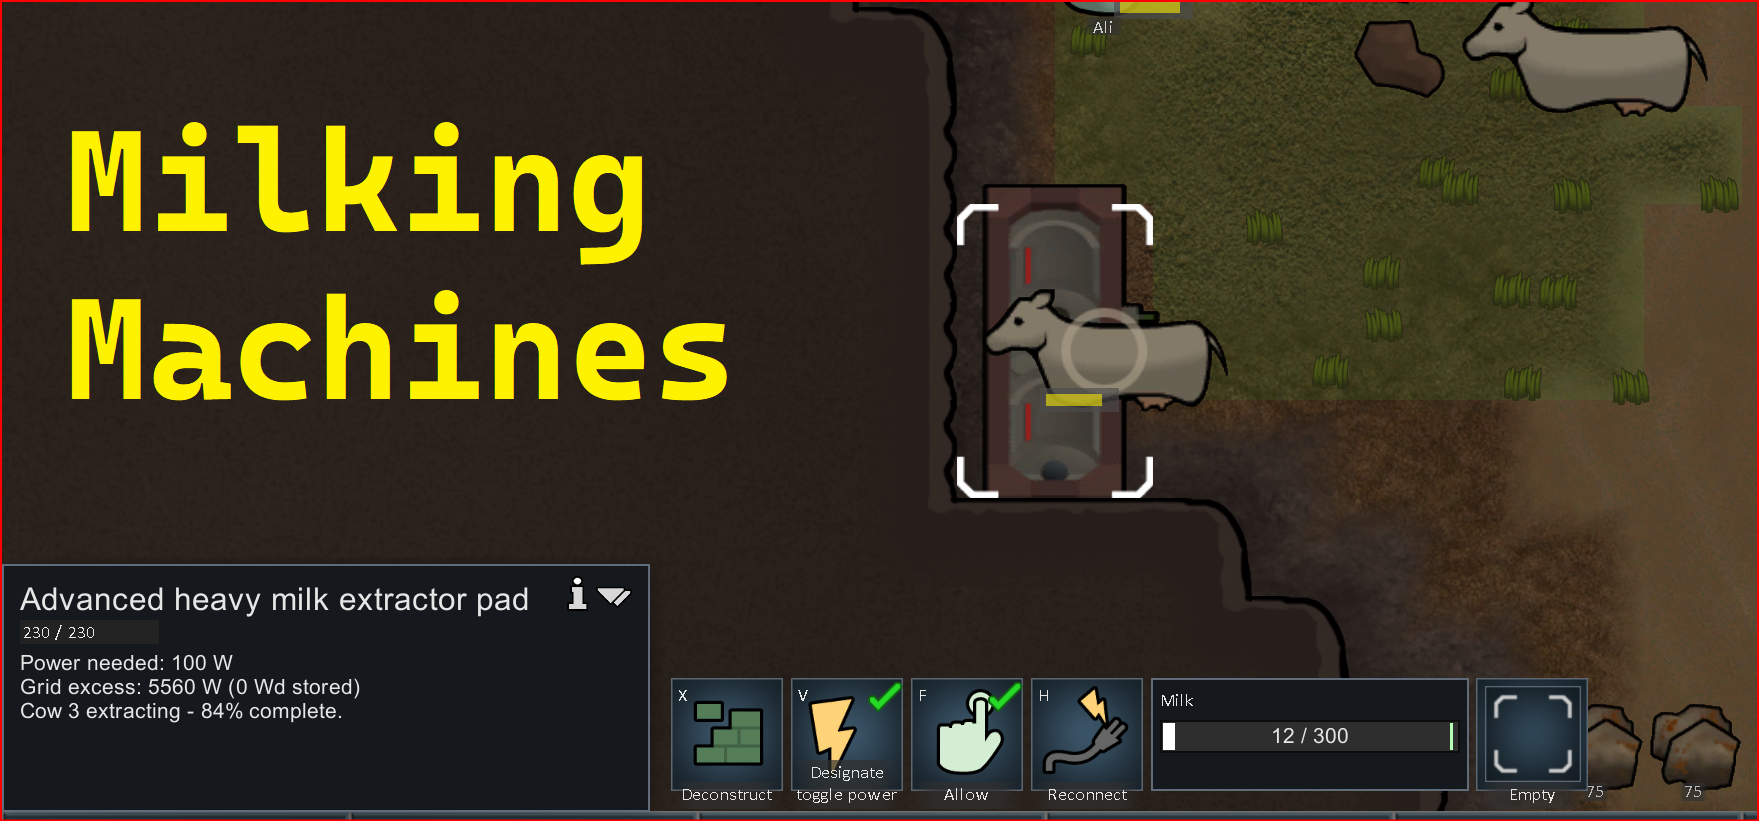 Ali
Milking
Machines
Advanced heavy milk extractor pad
230 / 230
Power needed: 100 W
Grid excess: 5560 W (0 Wd stored)
Cow 3 extracting - 84% complete.
X
Deconstruct
V
Designate
toggle power
F
Allow
H
Reconnect
Milk
12 / 300
Empty
75
75